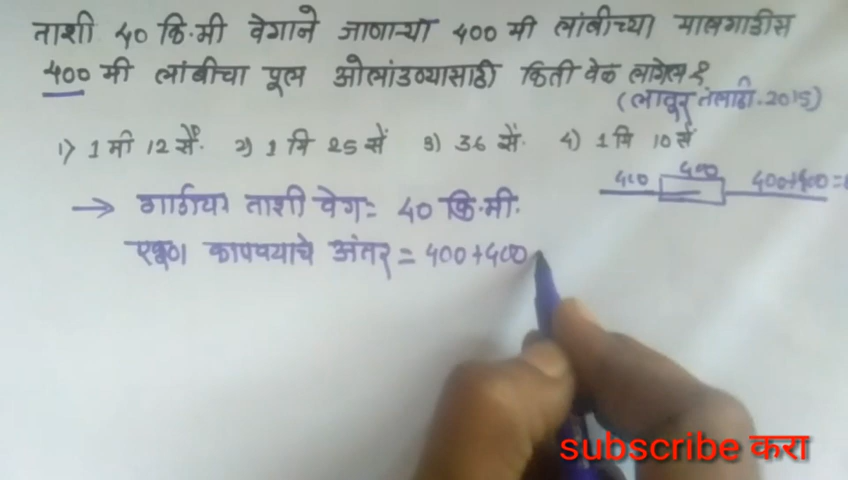 ताशी 40 कि.मी वेगाने जाणाऱ्या 400 मी लांबीच्या मालगाडीस
400 मी लांबीचा पूल ओलांडण्यासाठी किती वेळ लागेल ?
(लातूर तलाठी-2015)
1) 1 मी 12 सें. 2) 1 मि 25 सें 3) 36 सें. 4) 1 मि 10 सें
400 400 400+400=
→ गाडीचा ताशी वेग = 40 कि.मी.
एकूण कापवयाचे अंतर = 400+400
subscribe करा